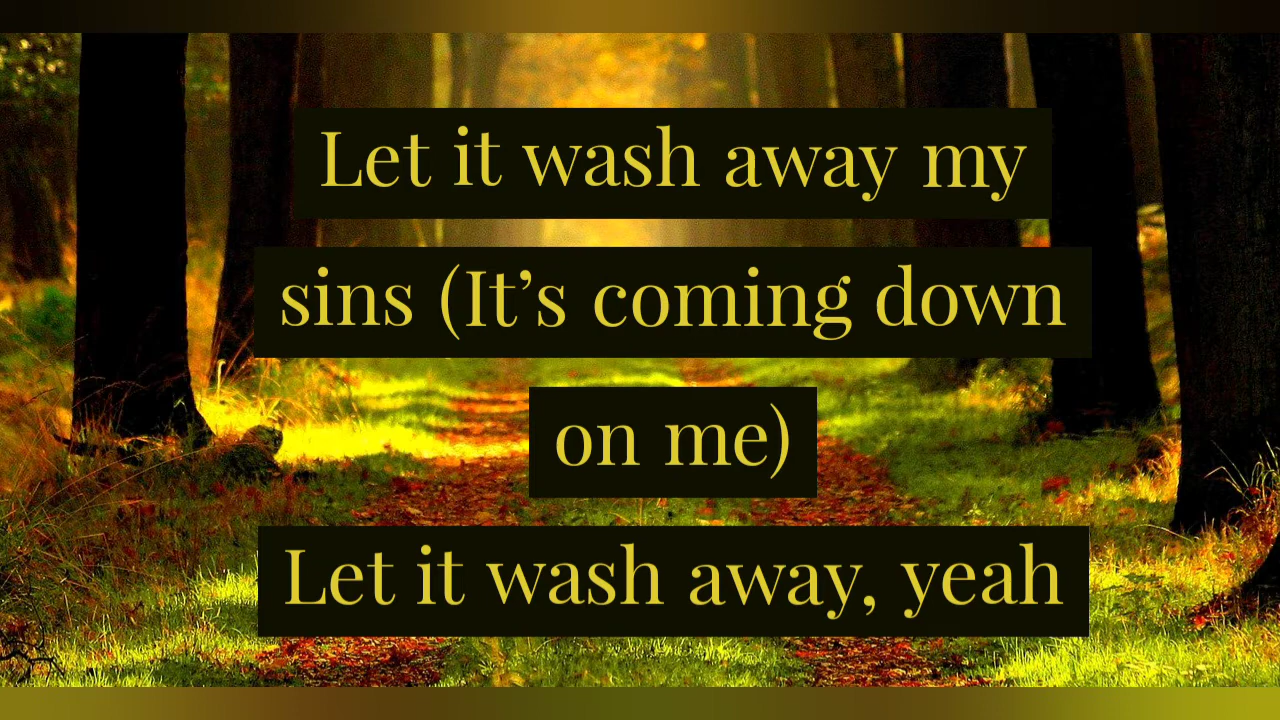 Let it wash away my
sins (It’s coming down
on me)
Let it wash away, yeah